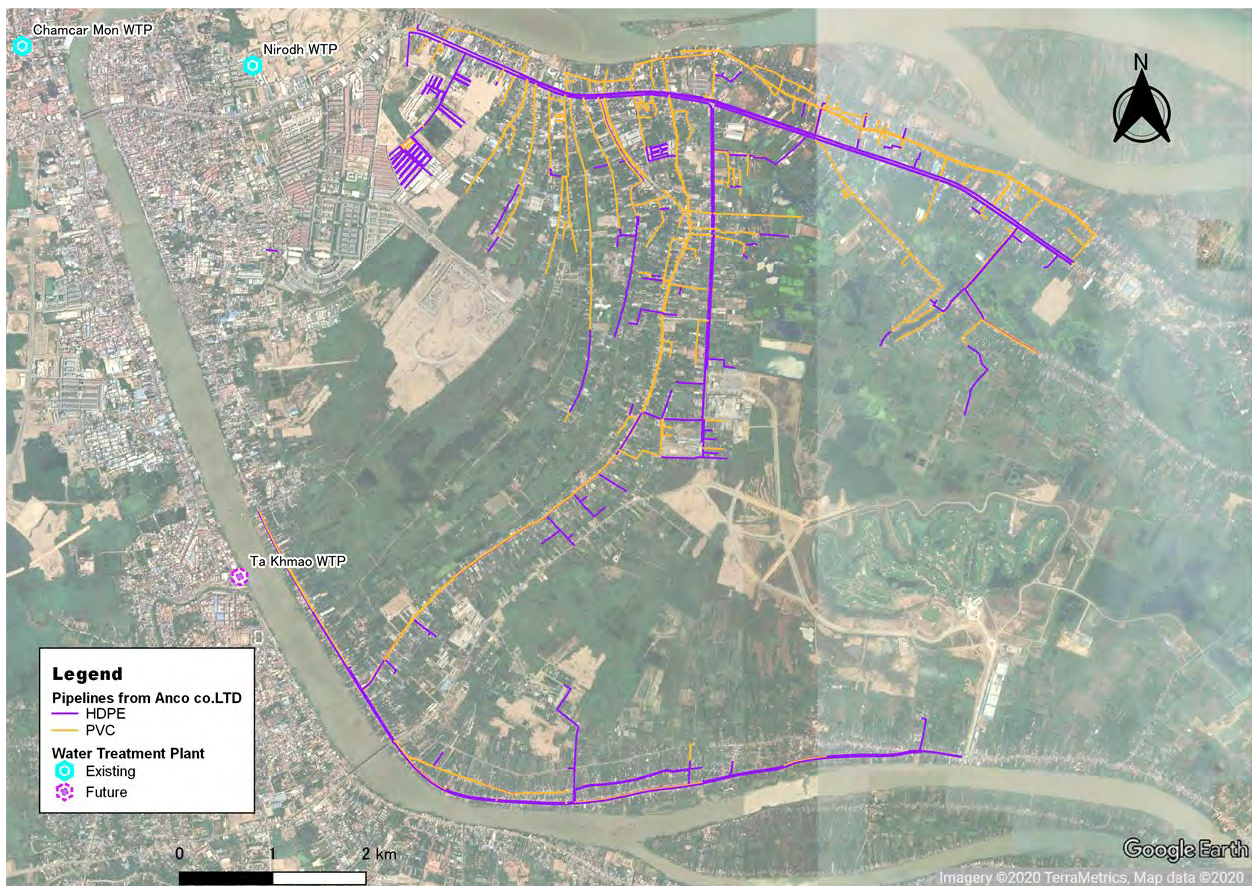 Chamcar Mon WTP
Nirodh WTP
N
Ta Khmao WTP
Legend
Pipelines from Anco co.LTD
HDPE
PVC
Water Treatment Plant
Existing
Future
0 1 2 km
Google Earth
Imagery ©2020 TerraMetrics, Map data ©2020